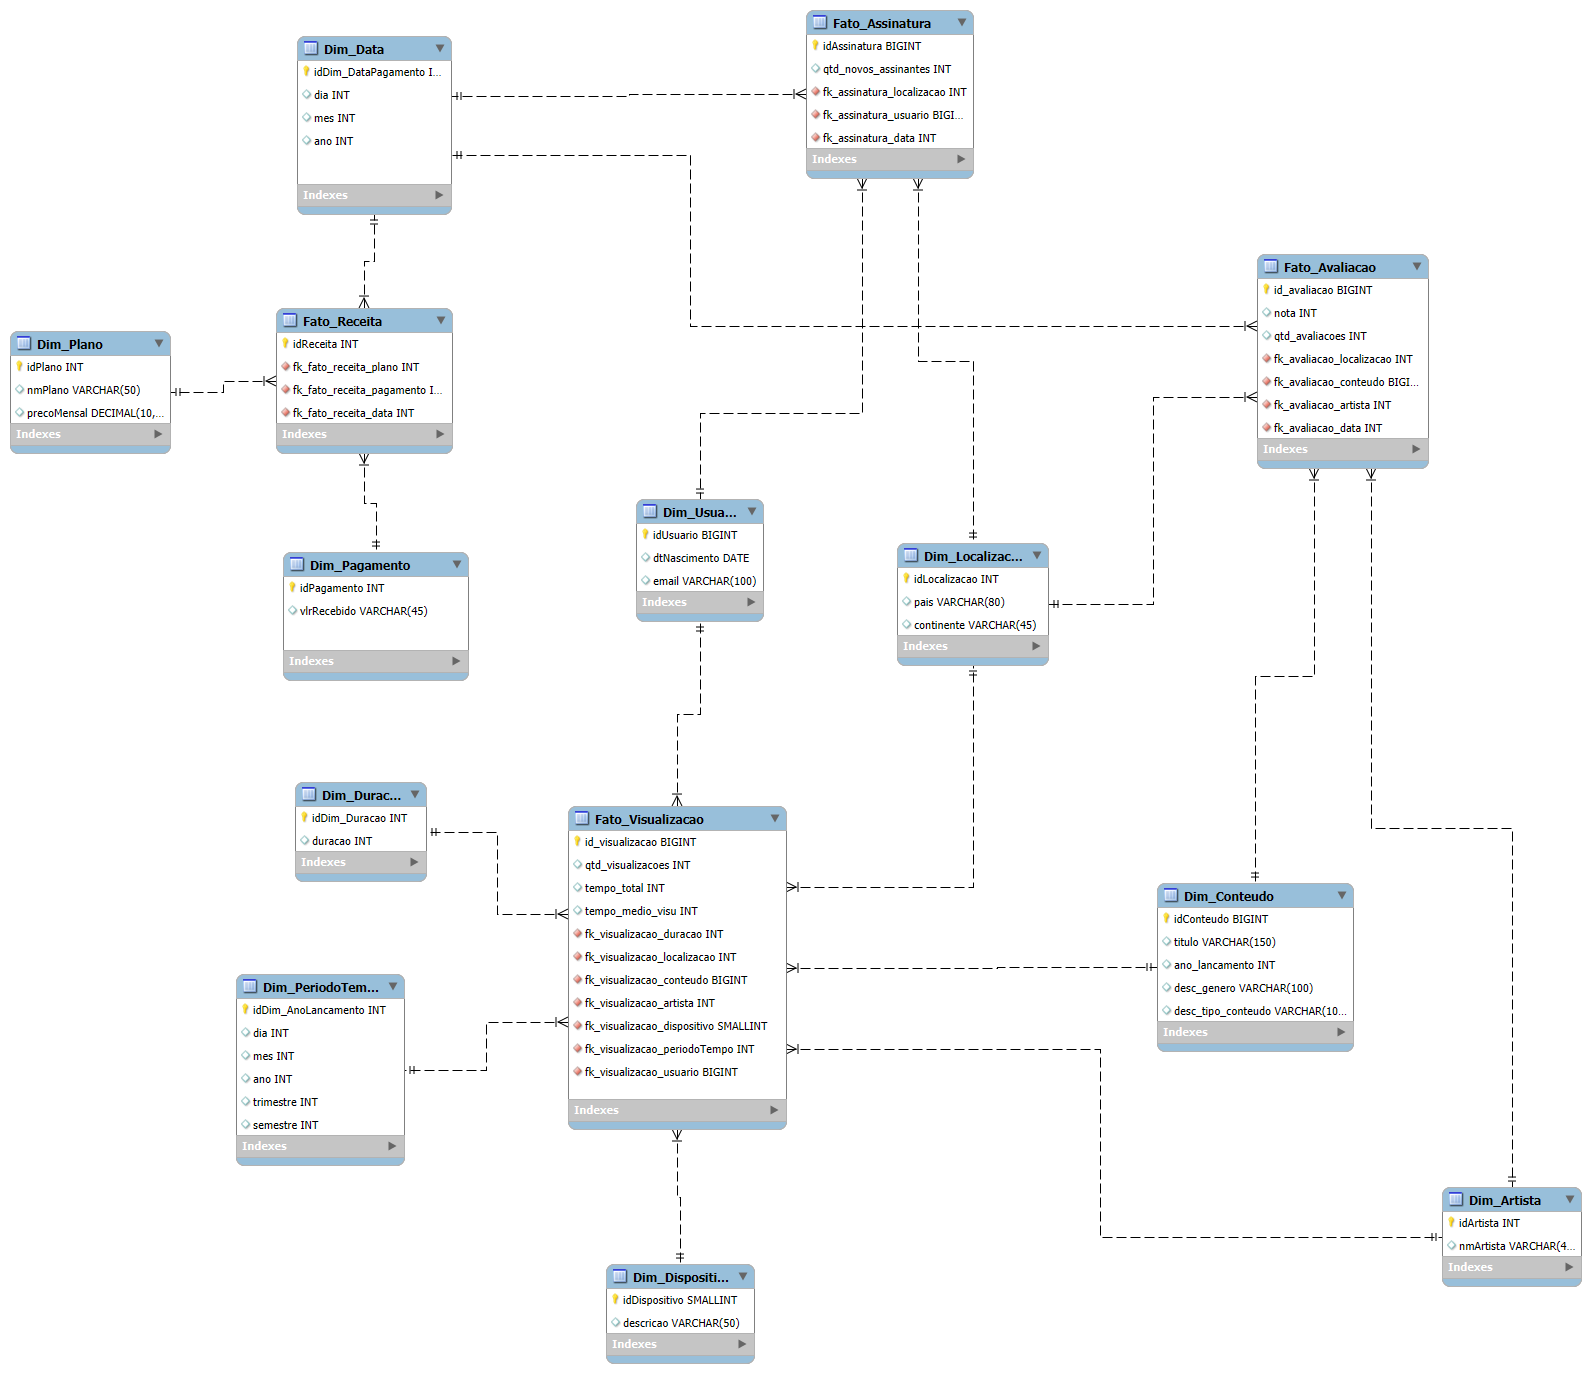 Dim_Data
idDim_DataPagamento I...
dia INT
mes INT
ano INT
Indexes
Fato_Assinatura
idAssinatura BIGINT
qtd_novos_assinantes INT
fk_assinatura_localizacao INT
fk_assinatura_usuario BIGI...
fk_assinatura_data INT
Indexes
Fato_Avaliacao
id_avaliacao BIGINT
nota INT
qtd_avaliacoes INT
fk_avaliacao_localizacao INT
fk_avaliacao_conteudo BIGI...
fk_avaliacao_artista INT
fk_avaliacao_data INT
Indexes
Dim_Plano
idPlano INT
nmPlano VARCHAR(50)
precoMensal DECIMAL(10,...
Indexes
Fato_Receita
idReceita INT
fk_fato_receita_plano INT
fk_fato_receita_pagamento I...
fk_fato_receita_data INT
Indexes
Dim_Pagamento
idPagamento INT
vlrRecebido VARCHAR(45)
Indexes
Dim_Usua...
idUsuario BIGINT
dtNascimento DATE
email VARCHAR(100)
Indexes
Dim_Localizac...
idLocalizacao INT
pais VARCHAR(80)
continente VARCHAR(45)
Indexes
Dim_Durac...
idDim_Duracao INT
duracao INT
Indexes
Fato_Visualizacao
id_visualizacao BIGINT
qtd_visualizacoes INT
tempo_total INT
tempo_medio_visu INT
fk_visualizacao_duracao INT
fk_visualizacao_localizacao INT
fk_visualizacao_conteudo BIGINT
fk_visualizacao_artista INT
fk_visualizacao_dispositivo SMALLINT
fk_visualizacao_periodoTempo INT
fk_visualizacao_usuario BIGINT
Indexes
Dim_Conteudo
idConteudo BIGINT
titulo VARCHAR(150)
ano_lancamento INT
desc_genero VARCHAR(100)
desc_tipo_conteudo VARCHAR(10...
Indexes
Dim_PeriodoTem...
idDim_AnoLancamento INT
dia INT
mes INT
ano INT
trimestre INT
semestre INT
Indexes
Dim_Artista
idArtista INT
nmArtista VARCHAR(4...
Indexes
Dim_Dispositi...
idDispositivo SMALLINT
descricao VARCHAR(50)
Indexes